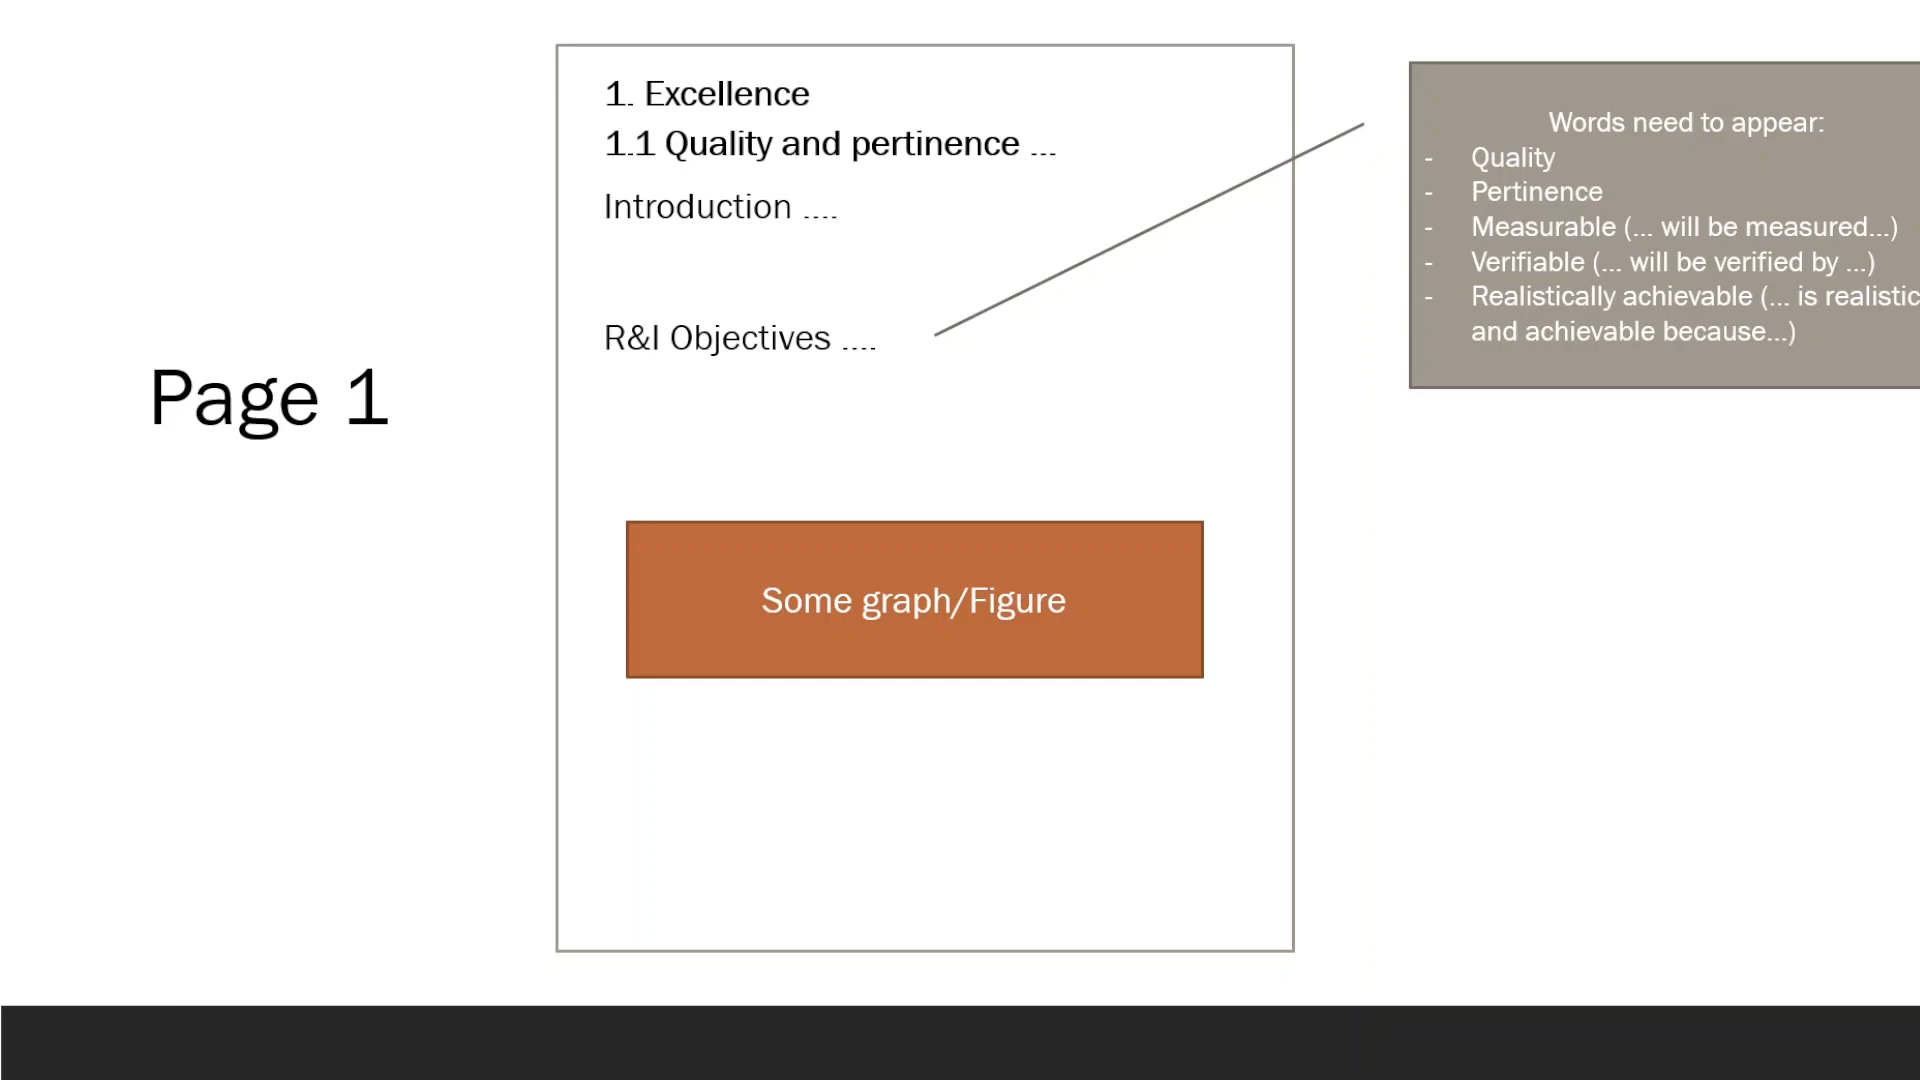 Page 1
1. Excellence
1.1 Quality and pertinence ...
Introduction ....
R&I Objectives ....
Some graph/Figure
Words need to appear:
- Quality
- Pertinence
- Measurable (... will be measured...)
- Verifiable (... will be verified by ...)
- Realistically achievable (... is realistic
and achievable because...)